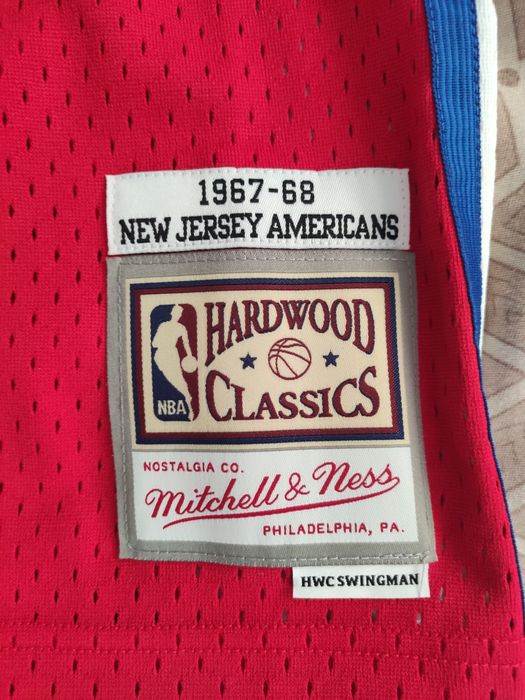 1967-68
NEW JERSEY AMERICANS
HARDWOOD
NBA
CLASSICS
NOSTALGIA CO.
Mitchell & Ness
PHILADELPHIA, PA.
HWC SWINGMAN